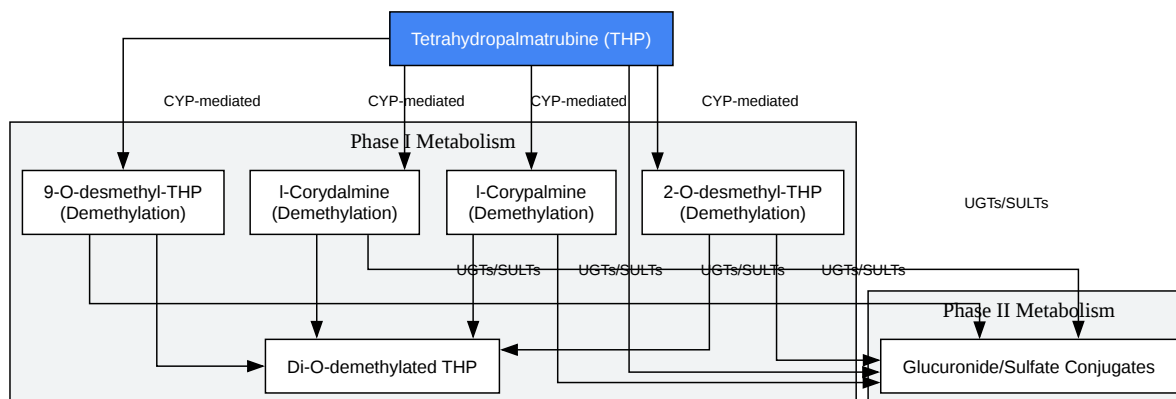 Tetrahydropalmatrubine (THP)
CYP-mediated
CYP-mediated
CYP-mediated
CYP-mediated
Phase I Metabolism
9-O-desmethyl-THP
(Demethylation)
l-Corydalmine
(Demethylation)
l-Corypalmine
(Demethylation)
2-O-desmethyl-THP
(Demethylation)
UGTs/SULTs
UGTs/SULTs
UGTs/SULTs
UGTs/SULTs
UGTs/SULTs
Phase II Metabolism
Di-O-demethylated THP
Glucuronide/Sulfate Conjugates